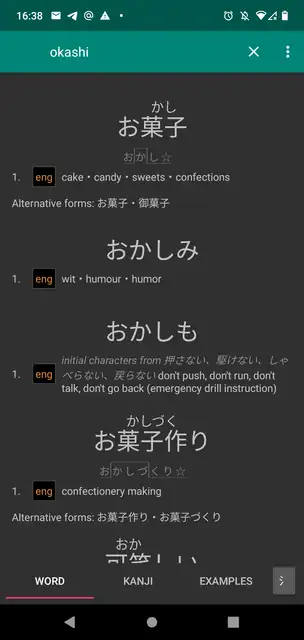 16:38
okashi
かし
お菓子
おかし☆
1. eng cake • candy • sweets • confections
Alternative forms: お菓子・御菓子
おかしみ
1. eng wit • humour • humor
おかしも
initial characters from 押さない、駆けない、しゃ
1. eng べらない、戻らない don't push, don't run, don't
talk, don't go back (emergency drill instruction)
かしづく
お菓子作り
おかしづくり☆
1. eng confectionery making
Alternative forms: お菓子作り・お菓子づくり
おか
可笑しい
WORD KANJI EXAMPLES